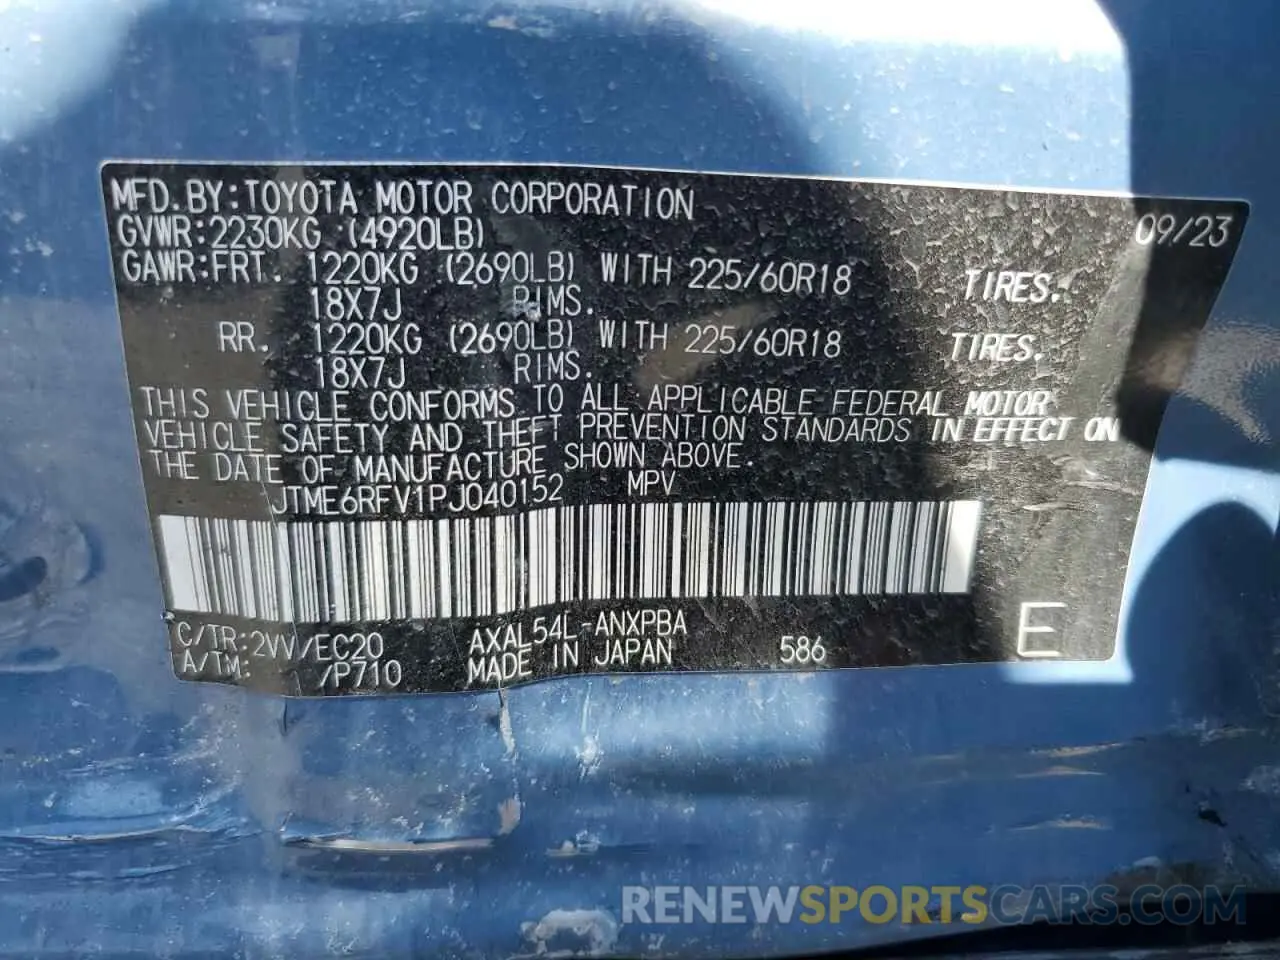 MFD.BY:TOYOTA MOTOR CORPORATION 09/23
GVWR:2230KG (4920LB)
GAWR:FRT. 1220KG (2690LB) WITH 225/60R18 TIRES.
18X7J RIMS.
RR. 1220KG (2690LB) WITH 225/60R18 TIRES.
18X7J RIMS.
THIS VEHICLE CONFORMS TO ALL APPLICABLE FEDERAL MOTOR
VEHICLE SAFETY AND THEFT PREVENTION STANDARDS IN EFFECT ON
THE DATE OF MANUFACTURE SHOWN ABOVE.
JTME6RFV1PJ040152 MPV
C/TR:2VV/EC20 AXAL54L-ANXPBA
A/TM: /P710 MADE IN JAPAN 586 E
RENEWSPORTSCARS.COM